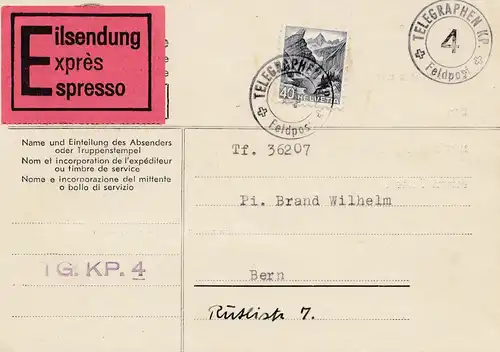 Eilsendung
Exprès
Espresso
TELEGRAPHEN-KP.
Feldpost
40 HELVETIA
TELEGRAPHEN-KP.
4
Feldpost
Name und Einteilung des Absenders
oder Truppenstempel
Nom et incorporation de l'expéditeur
ou timbre de service
Nome e incorporazione del mittente
o bollo di servizio
Tf. 36207
Pi. Brand Wilhelm
TG. KP. 4
Bern
Rütlistr 7.